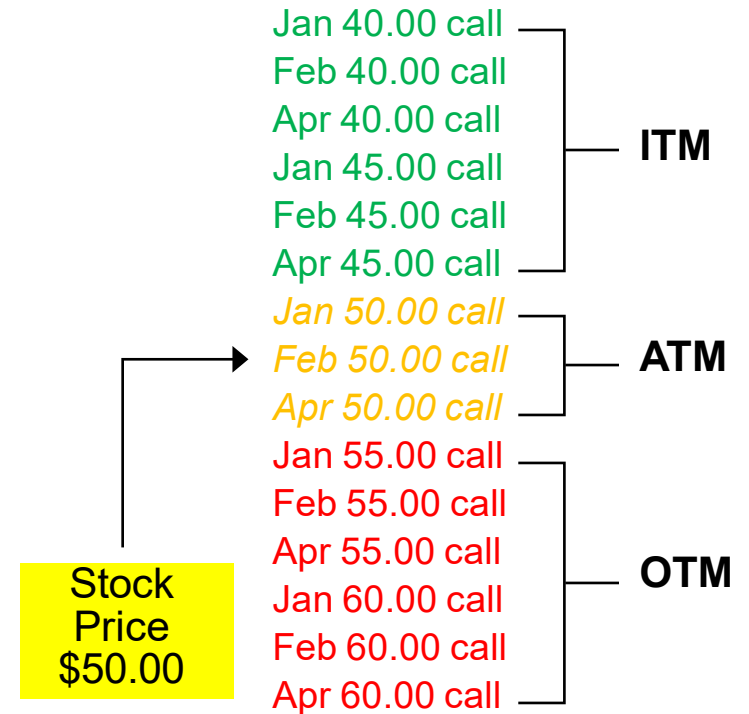 Jan 40.00 call
Feb 40.00 call
Apr 40.00 call
Jan 45.00 call
Feb 45.00 call
Apr 45.00 call
ITM
Jan 50.00 call
Feb 50.00 call
Apr 50.00 call
ATM
Jan 55.00 call
Feb 55.00 call
Apr 55.00 call
Jan 60.00 call
Feb 60.00 call
Apr 60.00 call
OTM
Stock
Price
$50.00